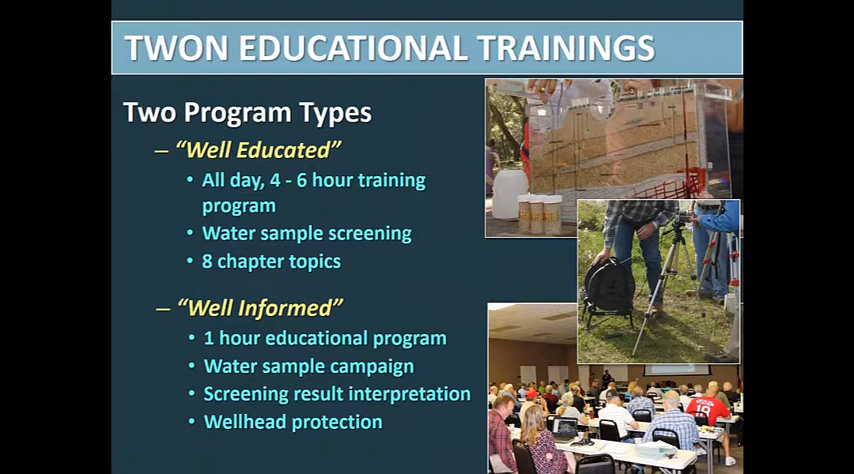 TWON EDUCATIONAL TRAININGS
Two Program Types
– "Well Educated"
• All day, 4 - 6 hour training
program
• Water sample screening
• 8 chapter topics
– "Well Informed"
• 1 hour educational program
• Water sample campaign
• Screening result interpretation
• Wellhead protection